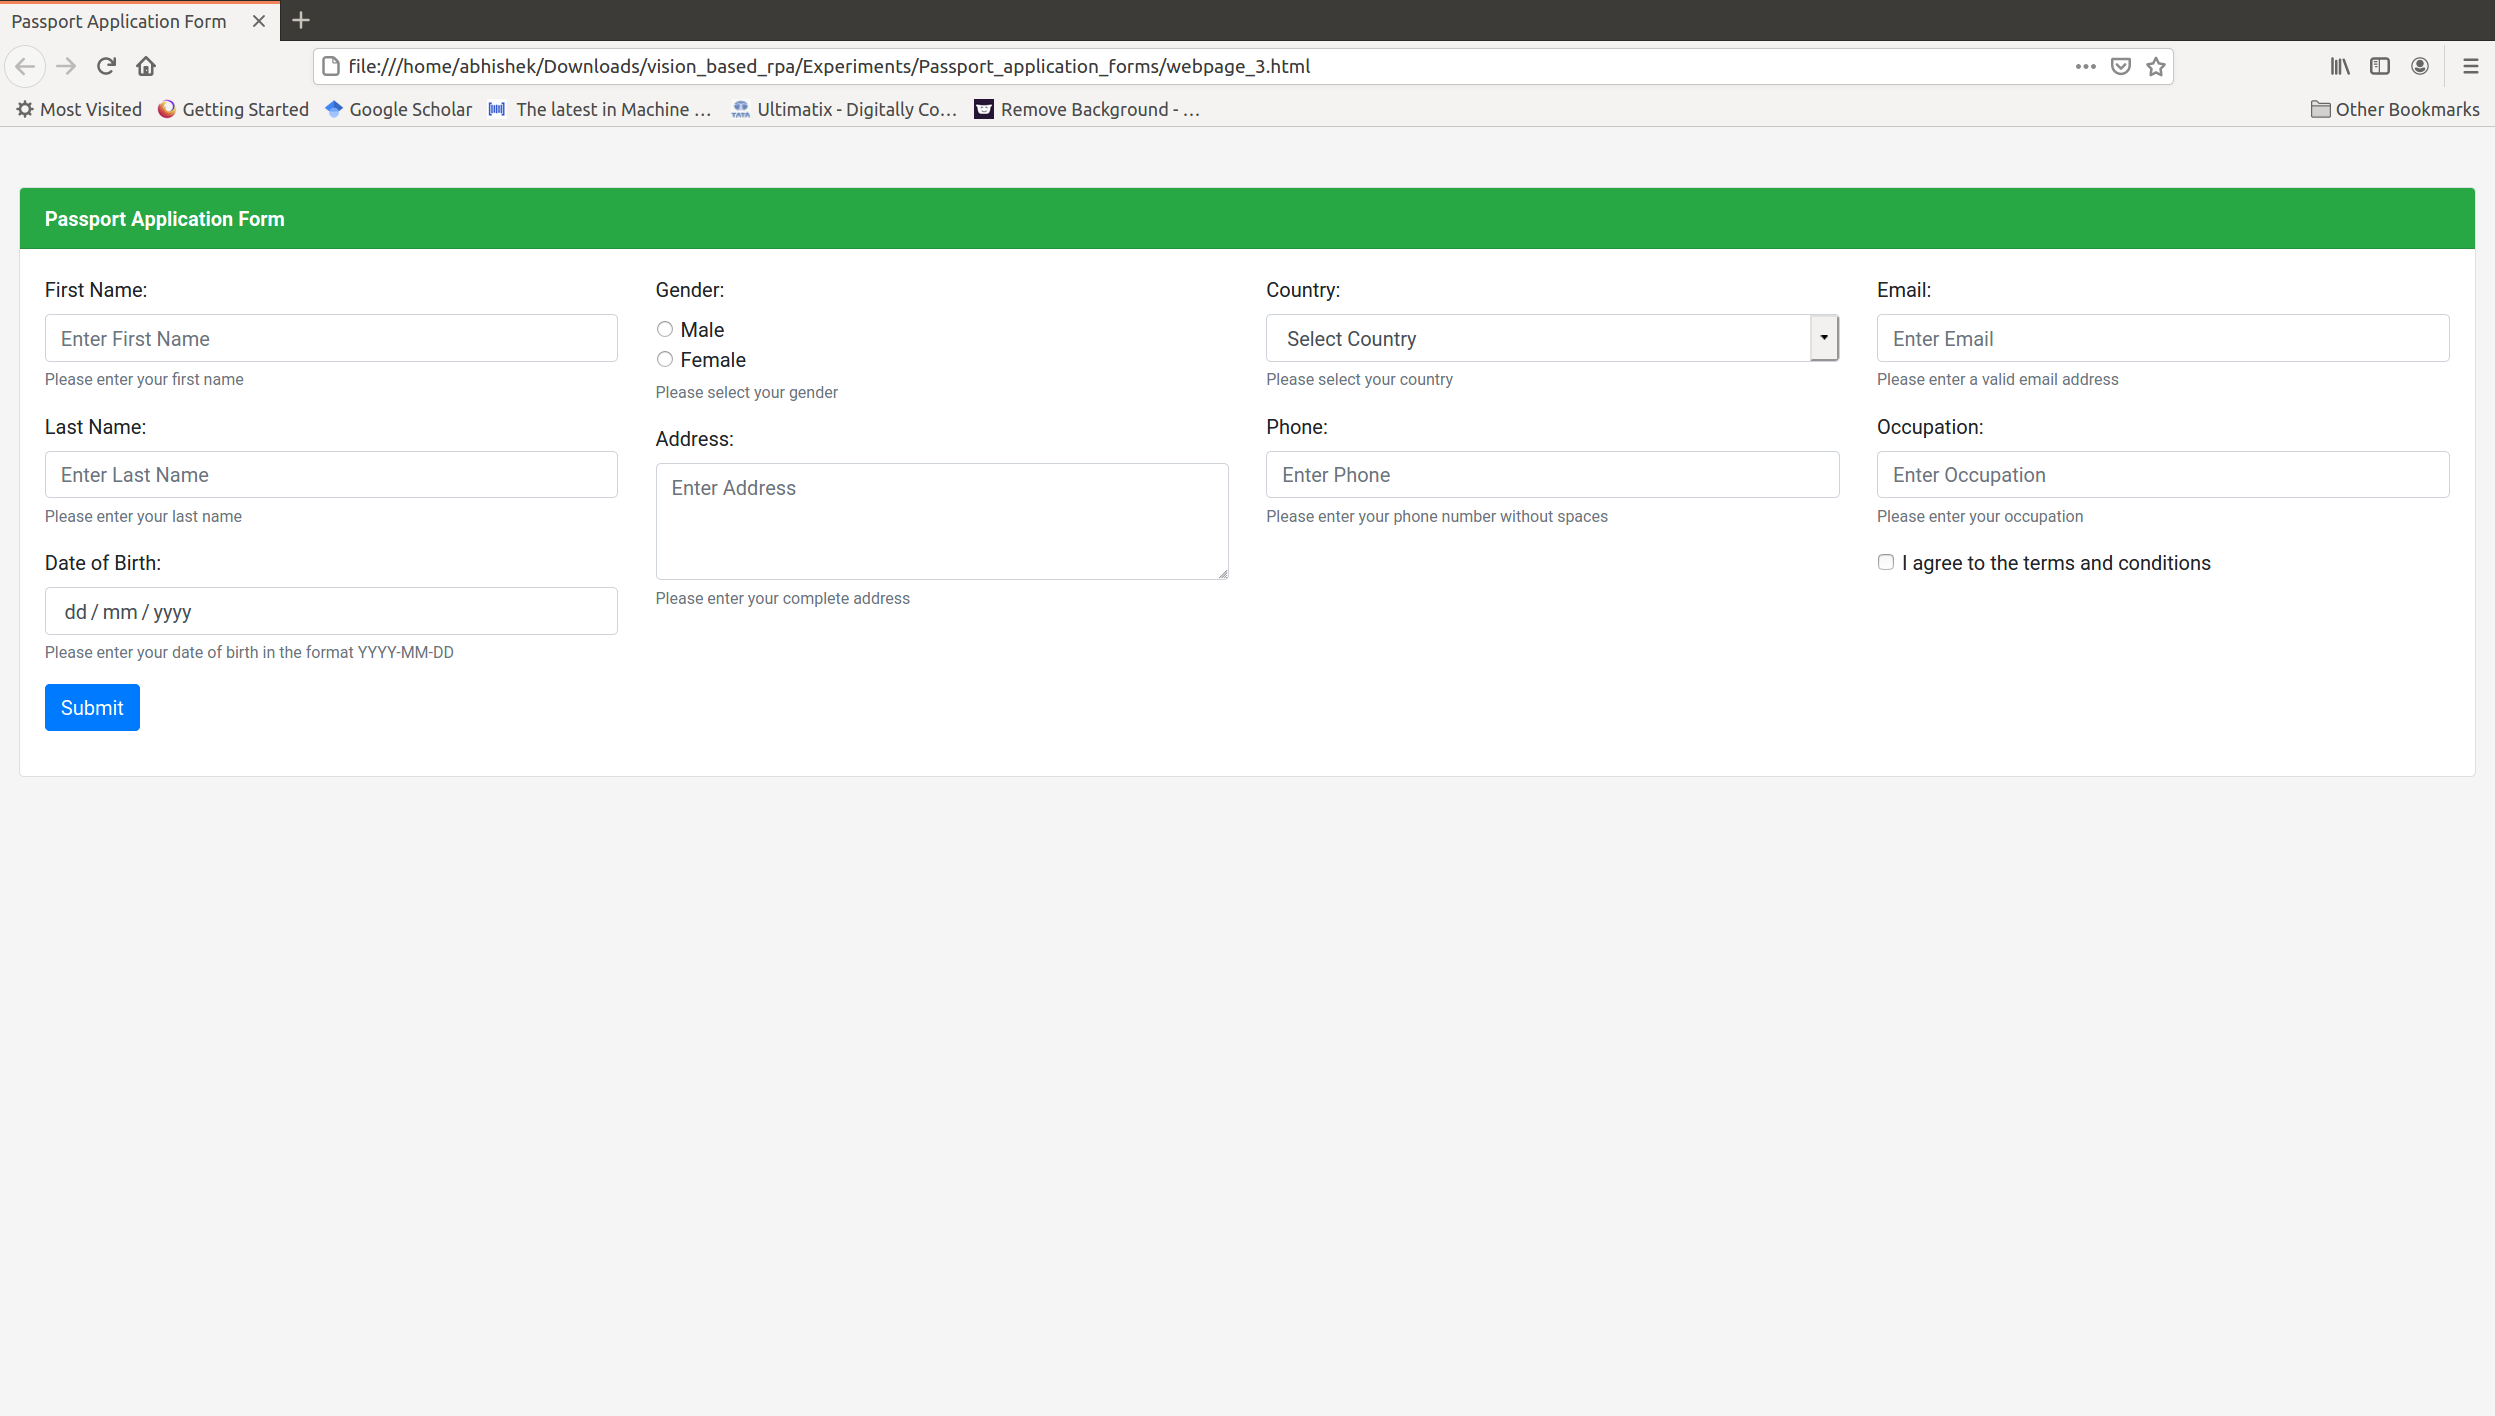 Passport Application Form
file:///home/abhishek/Downloads/vision_based_rpa/Experiments/Passport_application_forms/webpage_3.html
Most Visited Getting Started Google Scholar The latest in Machine … Ultimatix - Digitally Co… Remove Background - … Other Bookmarks
Passport Application Form
First Name:
Enter First Name
Please enter your first name
Last Name:
Enter Last Name
Please enter your last name
Date of Birth:
dd / mm / yyyy
Please enter your date of birth in the format YYYY-MM-DD
Submit
Gender:
Male
Female
Please select your gender
Address:
Enter Address
Please enter your complete address
Country:
Select Country
Please select your country
Phone:
Enter Phone
Please enter your phone number without spaces
Email:
Enter Email
Please enter a valid email address
Occupation:
Enter Occupation
Please enter your occupation
I agree to the terms and conditions